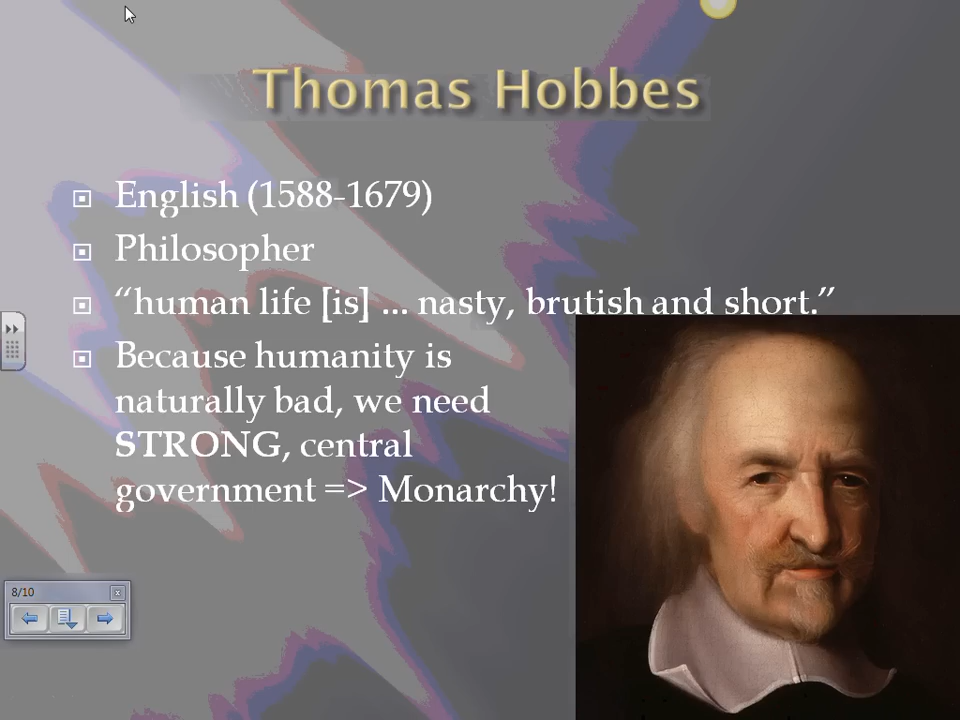 Thomas Hobbes
English (1588-1679)
Philosopher
“human life [is] ... nasty, brutish and short.”
Because humanity is
naturally bad, we need
STRONG, central
government => Monarchy!
8/10
x